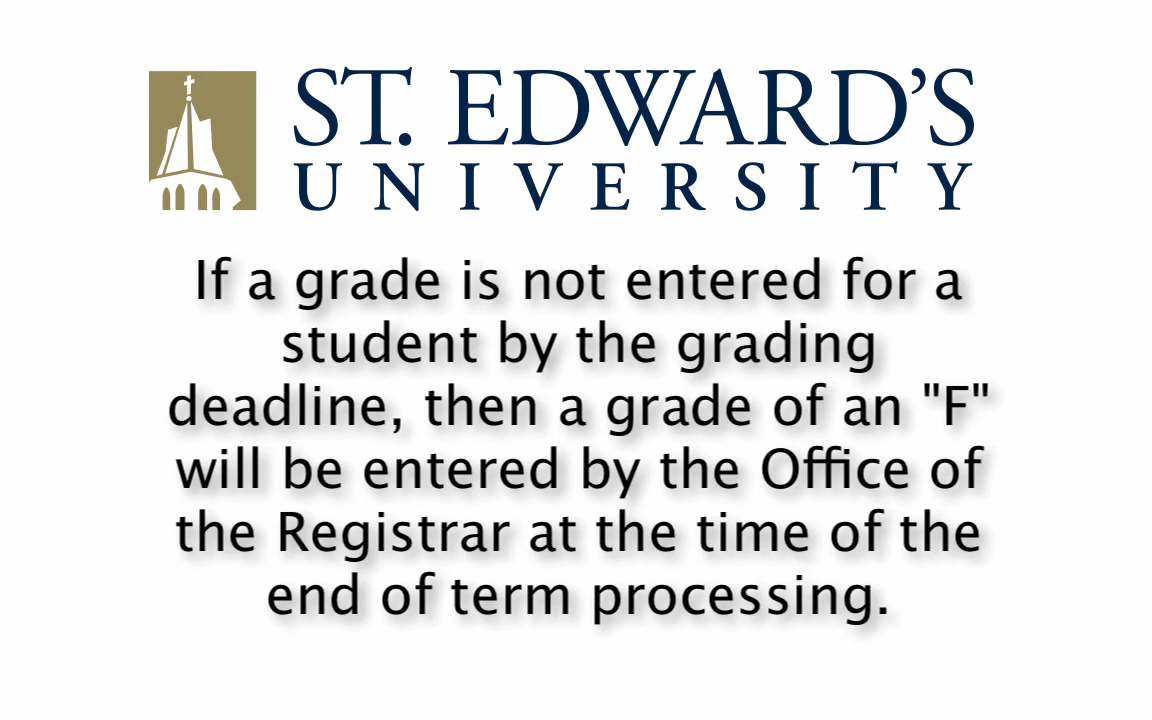 ST. EDWARD'S
UNIVERSITY
If a grade is not entered for a
student by the grading
deadline, then a grade of an "F"
will be entered by the Office of
the Registrar at the time of the
end of term processing.